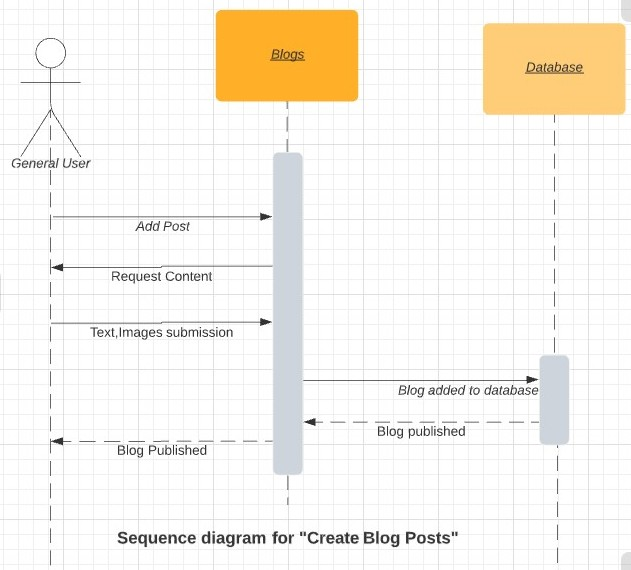 Blogs
Database
General User
Add Post
Request Content
Text,Images submission
Blog added to database
Blog published
Blog Published
Sequence diagram for "Create Blog Posts"